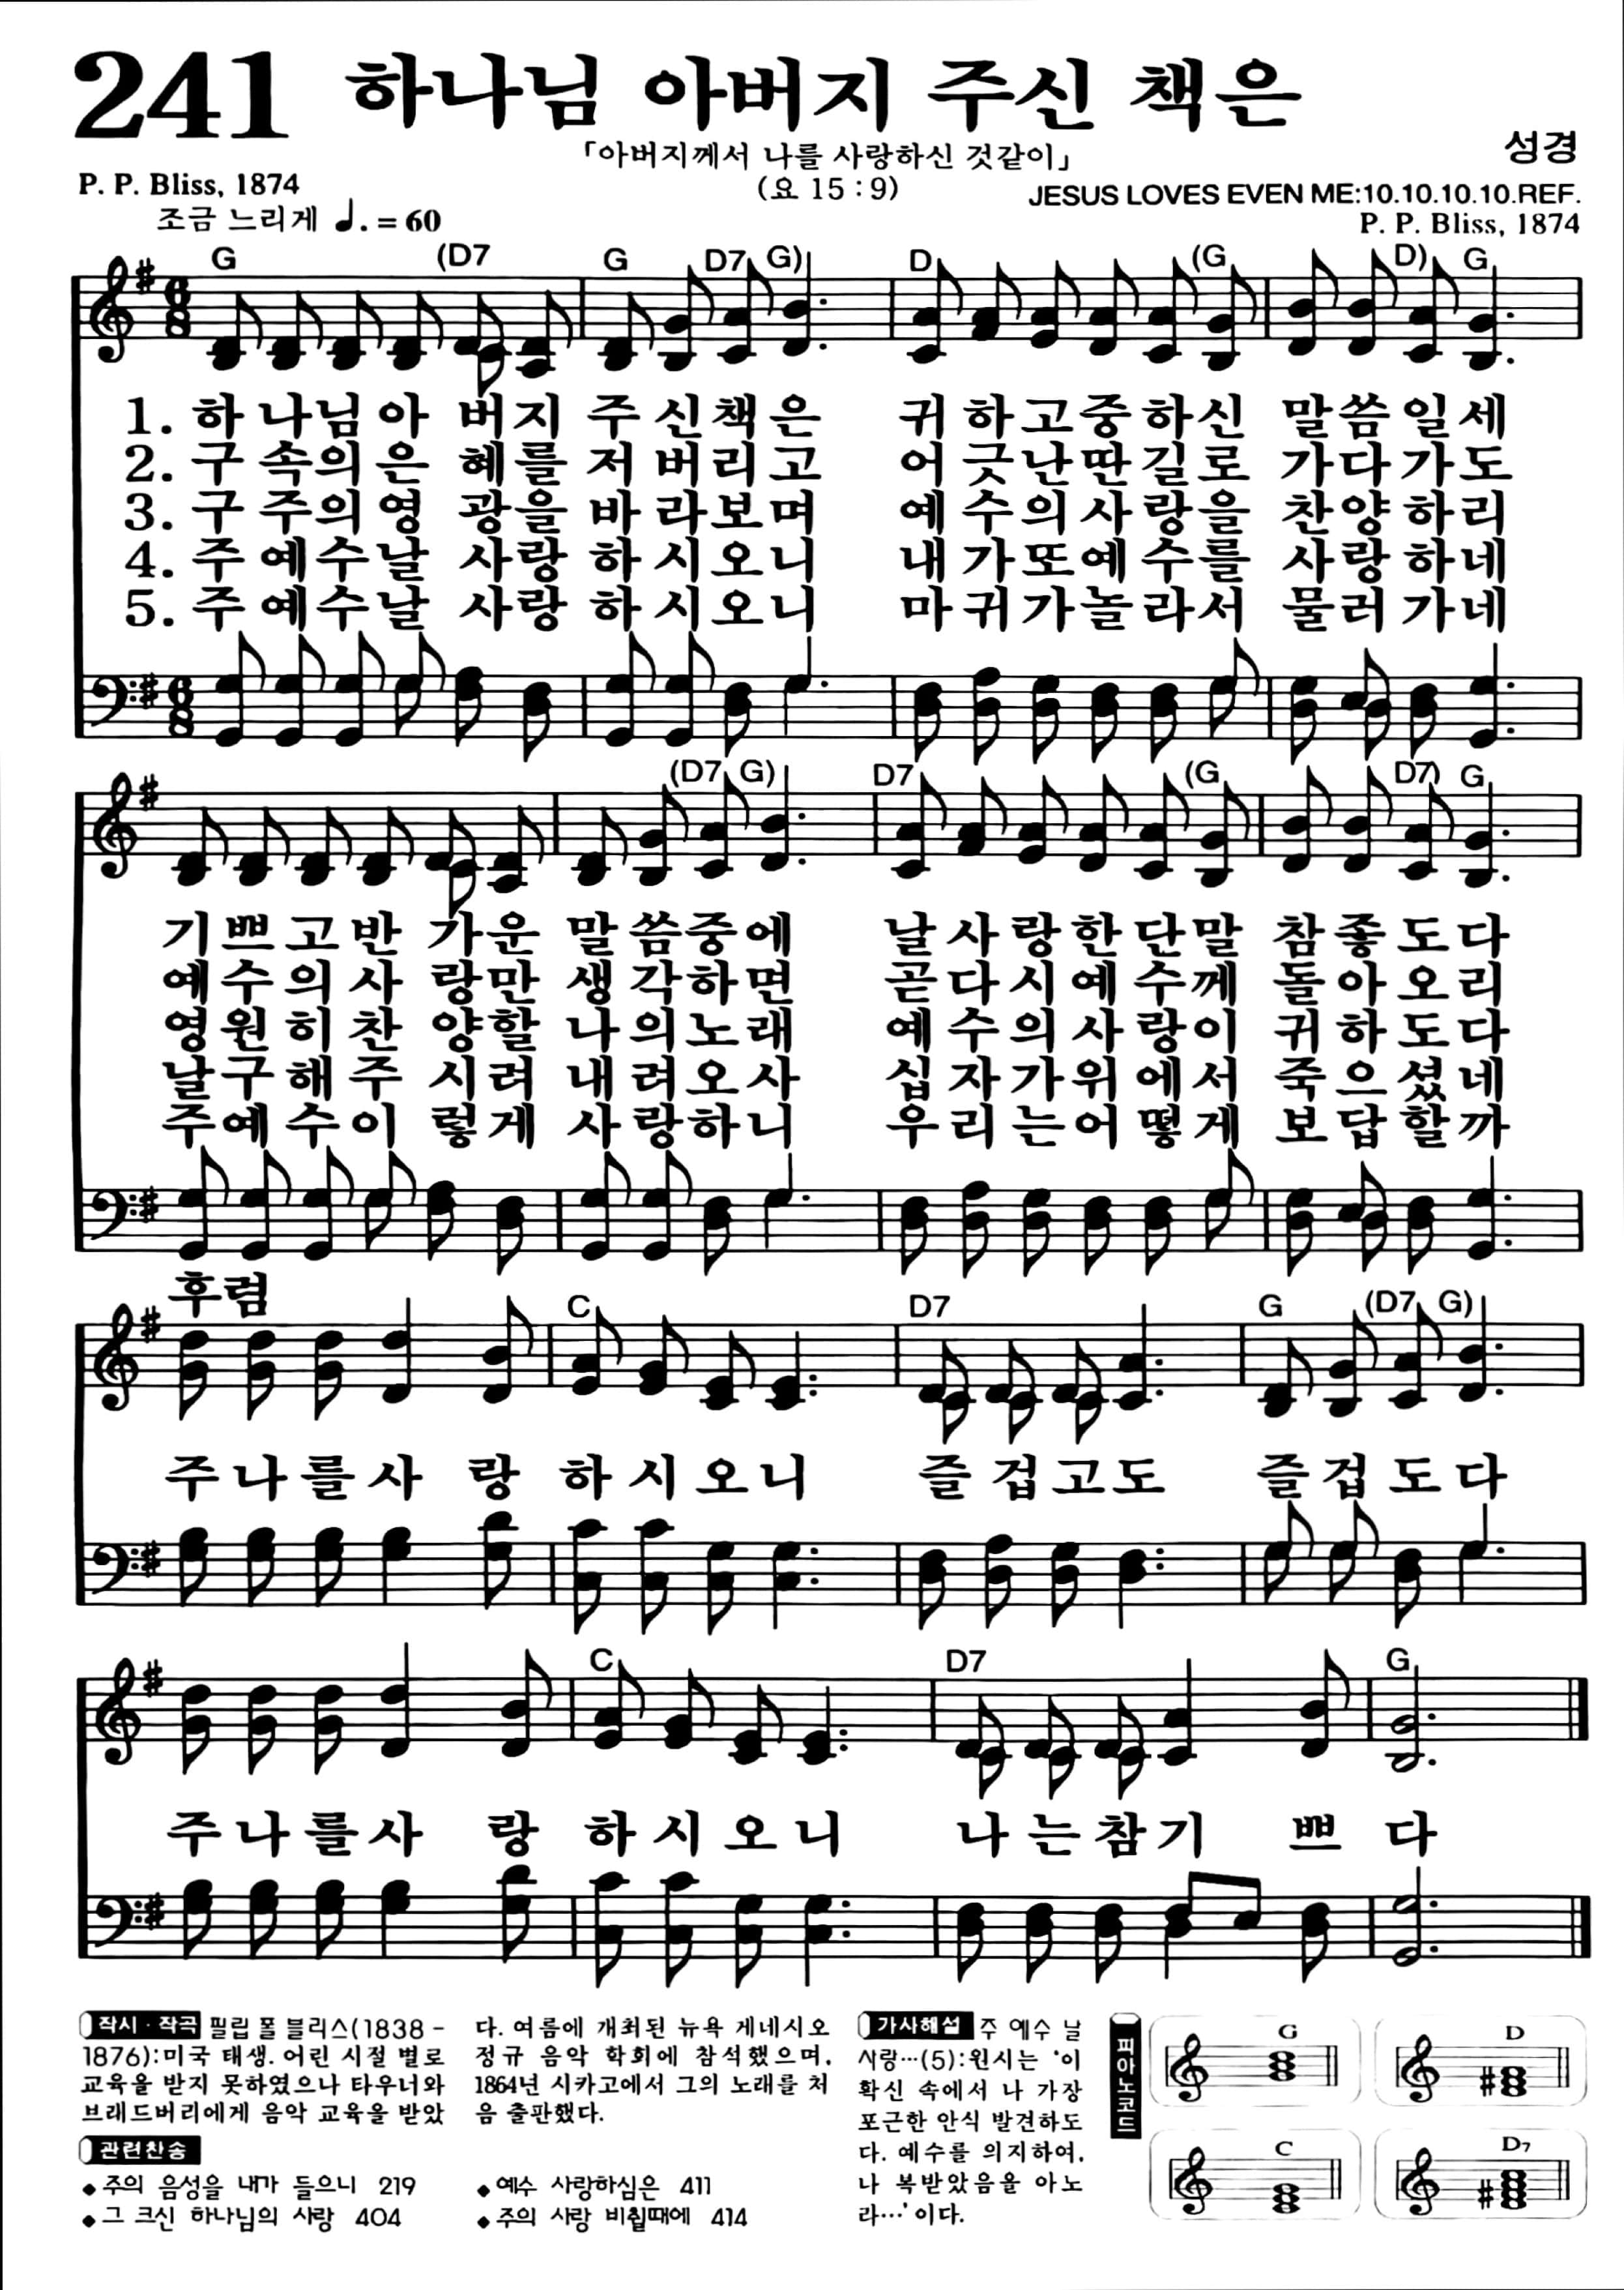 241 하나님 아버지 주신 책은
「아버지께서 나를 사랑하신 것같이」
(요 15 : 9)
성경
P. P. Bliss, 1874
JESUS LOVES EVEN ME:10.10.10.10.REF.
조금 느리게 ♩. = 60
P. P. Bliss, 1874
G (D7 G D7 G) D (G D) G
6/8
1. 하나님아 버지 주신책은 귀하고중하신 말씀일세
2. 구속의은 혜를 저버리고 어긋난딴길로 가다가도
3. 구주의영 광을 바라보며 예수의사랑을 찬양하리
4. 주예수날 사랑 하시오니 내가또예수를 사랑하네
5. 주예수날 사랑 하시오니 마귀가놀라서 물러가네
6/8
(D7 G) D7 (G D7) G
기쁘고반 가운 말씀중에 날사랑한단말 참좋도다
예수의사 랑만 생각하면 곧다시예수께 돌아오리
영원히찬 양할 나의노래 예수의사랑이 귀하도다
날구해주 시려 내려오사 십자가위에서 죽으셨네
주예수이 렇게 사랑하니 우리는어떻게 보답할까
후렴
C D7 G (D7 G)
주나를사 랑 하시오니 즐겁고도 즐겁도다
C D7 G
주나를사 랑 하시오니 나는참기 쁘 다
작시·작곡 필립 폴 블리스(1838-
1876):미국 태생. 어린 시절 별로
교육을 받지 못하였으나 타우너와
브래드버리에게 음악 교육을 받았
다. 여름에 개최된 뉴욕 게네시오
정규 음악 학회에 참석했으며,
1864년 시카고에서 그의 노래를 처
음 출판했다.
관련찬송
◆주의 음성을 내가 들으니 219
◆그 크신 하나님의 사랑 404
◆예수 사랑하심은 411
◆주의 사랑 비췰때에 414
가사해설 주 예수 날
사랑…(5):원시는 '이
확신 속에서 나 가장
포근한 안식 발견하도
다. 예수를 의지하여,
나 복받았음을 아노
라…'이다.
피아노코드
G D
C D7